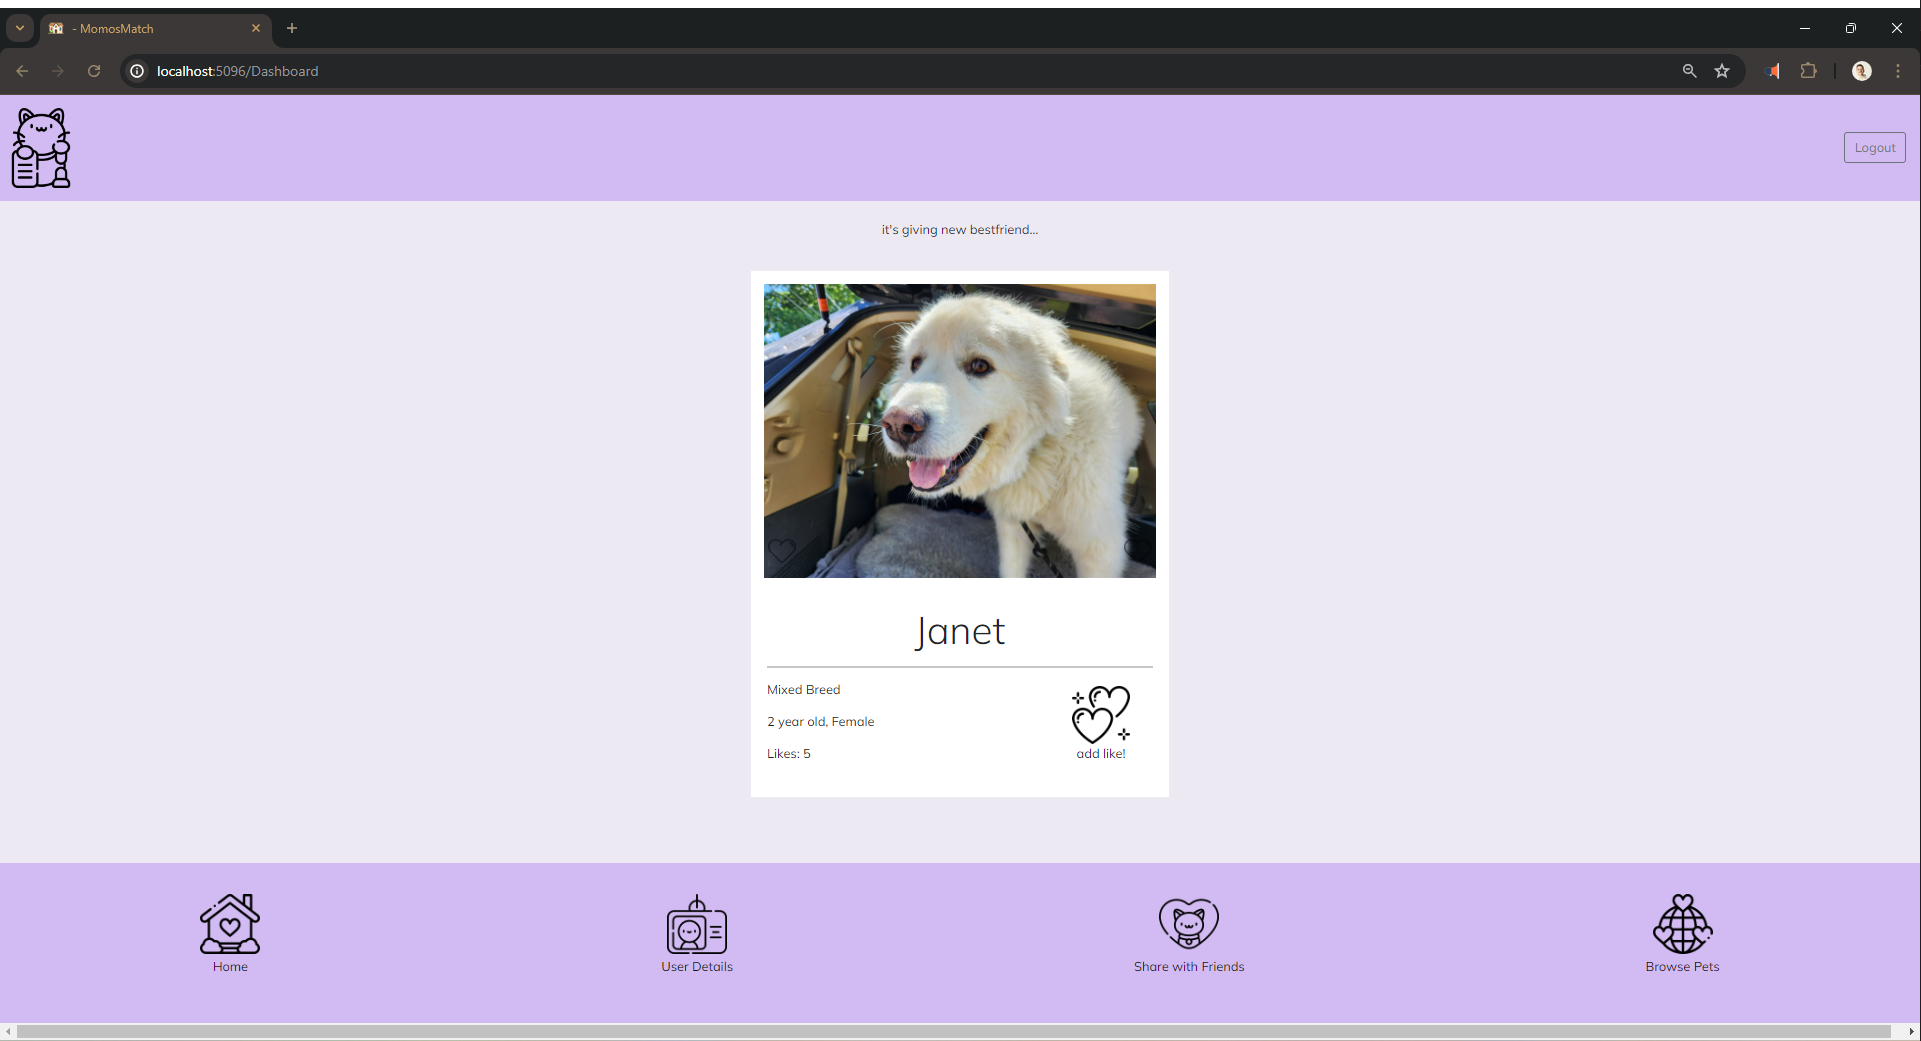 - MomosMatch
localhost:5096/Dashboard
Logout
it's giving new bestfriend...
Janet
Mixed Breed
2 year old, Female
Likes: 5
add like!
Home
User Details
Share with Friends
Browse Pets